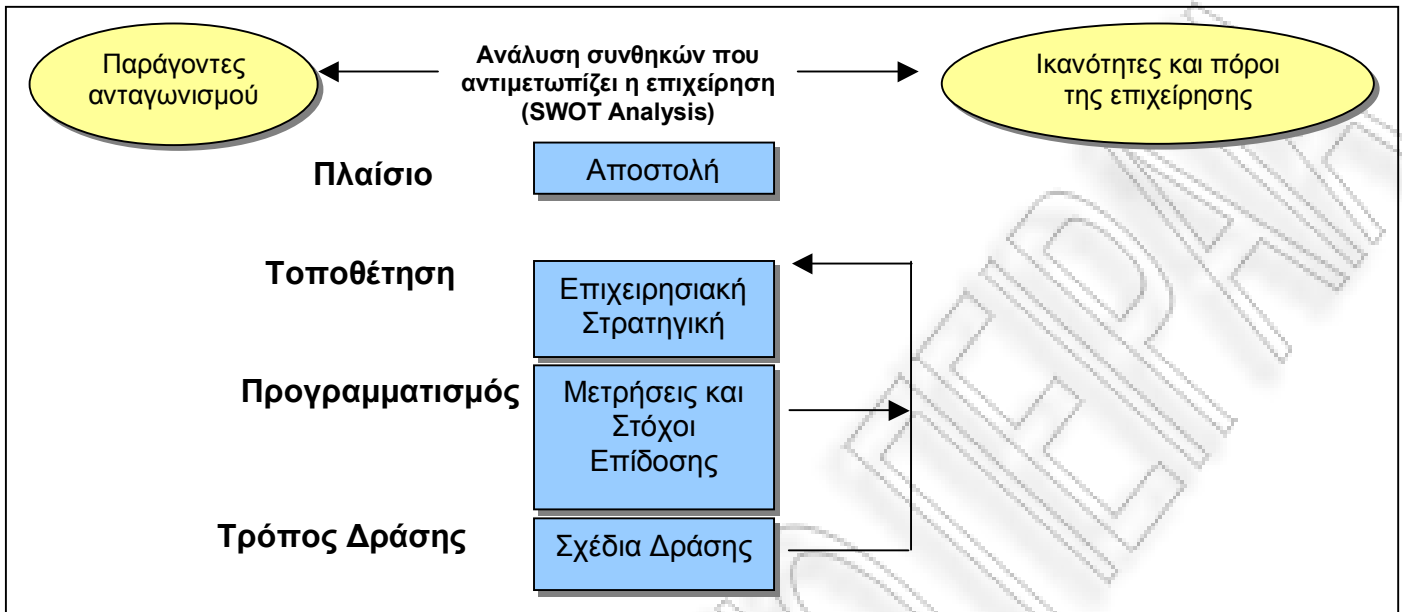 Παράγοντες
ανταγωνισμού
Ανάλυση συνθηκών που
αντιμετωπίζει η επιχείρηση
(SWOT Analysis)
Ικανότητες και πόροι
της επιχείρησης
Πλαίσιο
Αποστολή
Τοποθέτηση
Επιχειρησιακή
Στρατηγική
Προγραμματισμός
Μετρήσεις και
Στόχοι
Επίδοσης
Τρόπος Δράσης
Σχέδια Δράσης